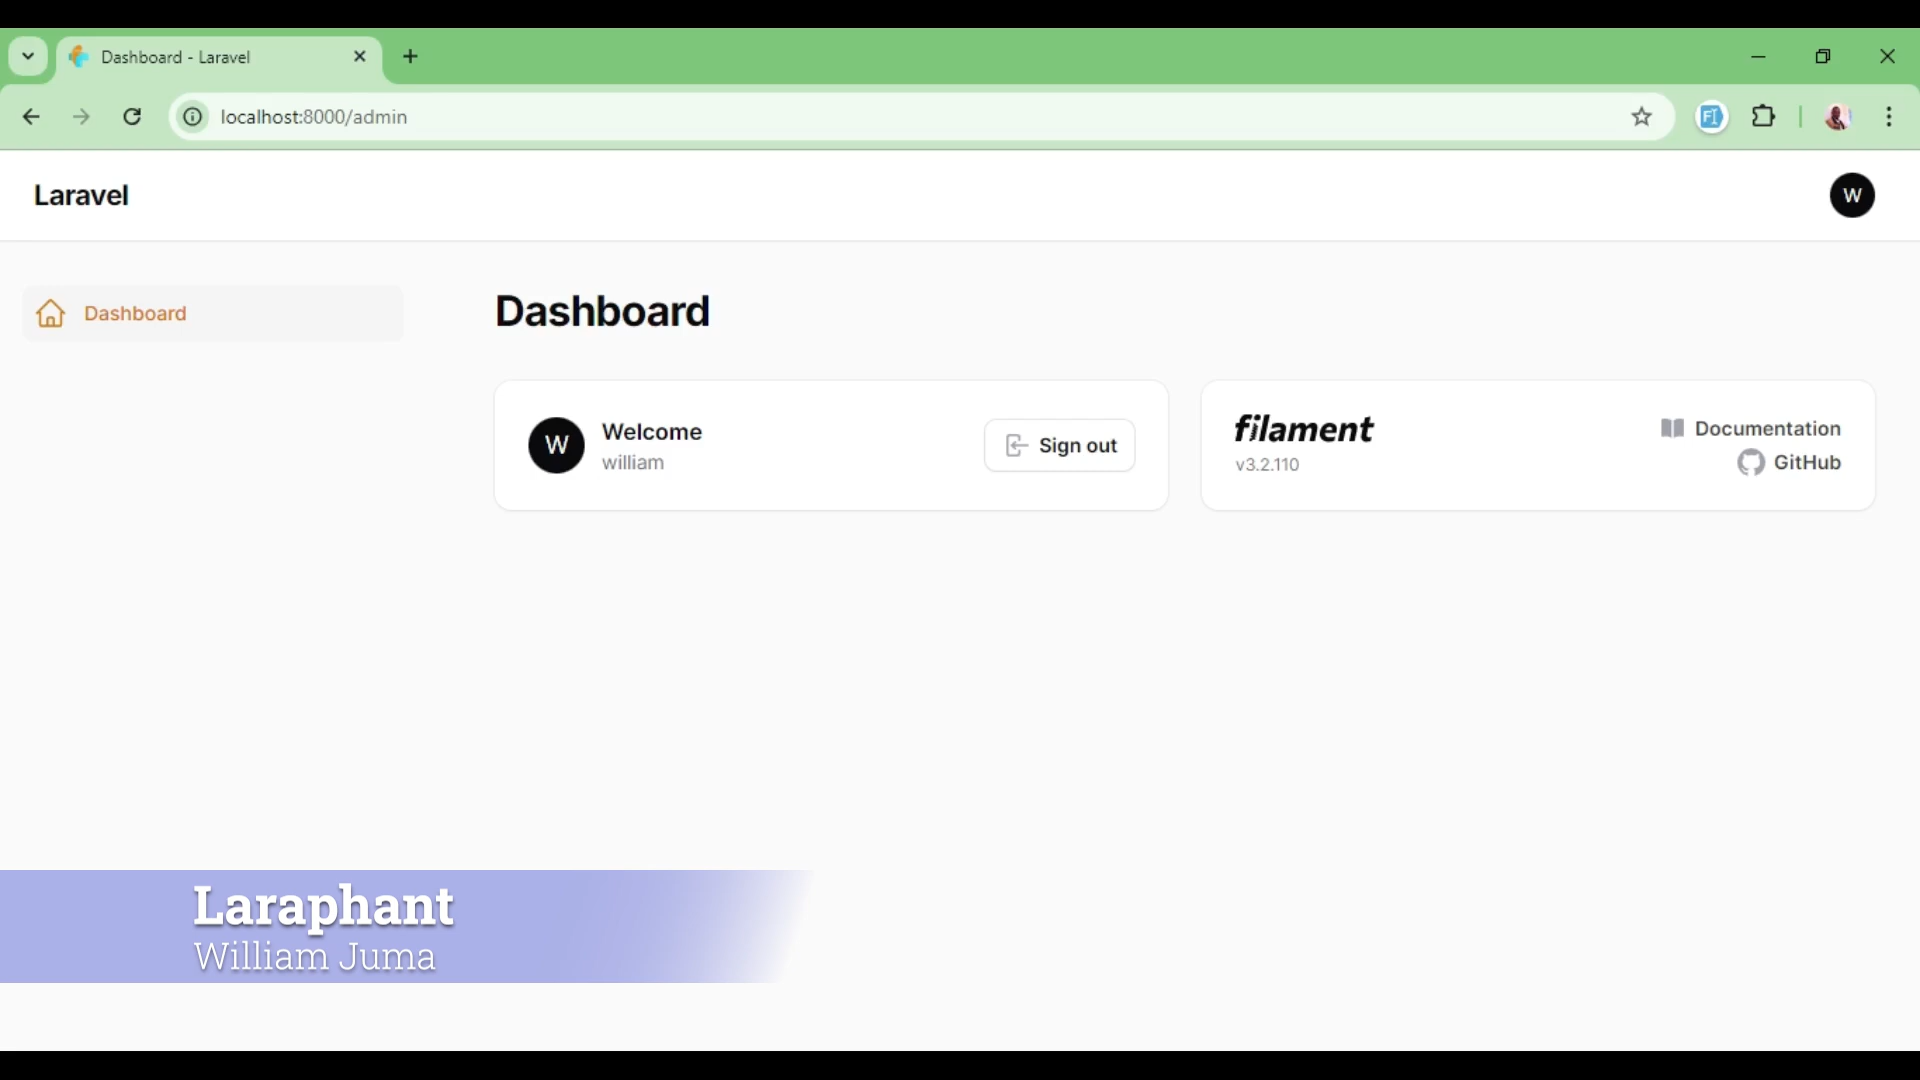 Dashboard - Laravel
localhost:8000/admin
FI
Laravel
W
Dashboard
Dashboard
W
Welcome
william
Sign out
filament
v3.2.110
Documentation
GitHub
Laraphant
William Juma